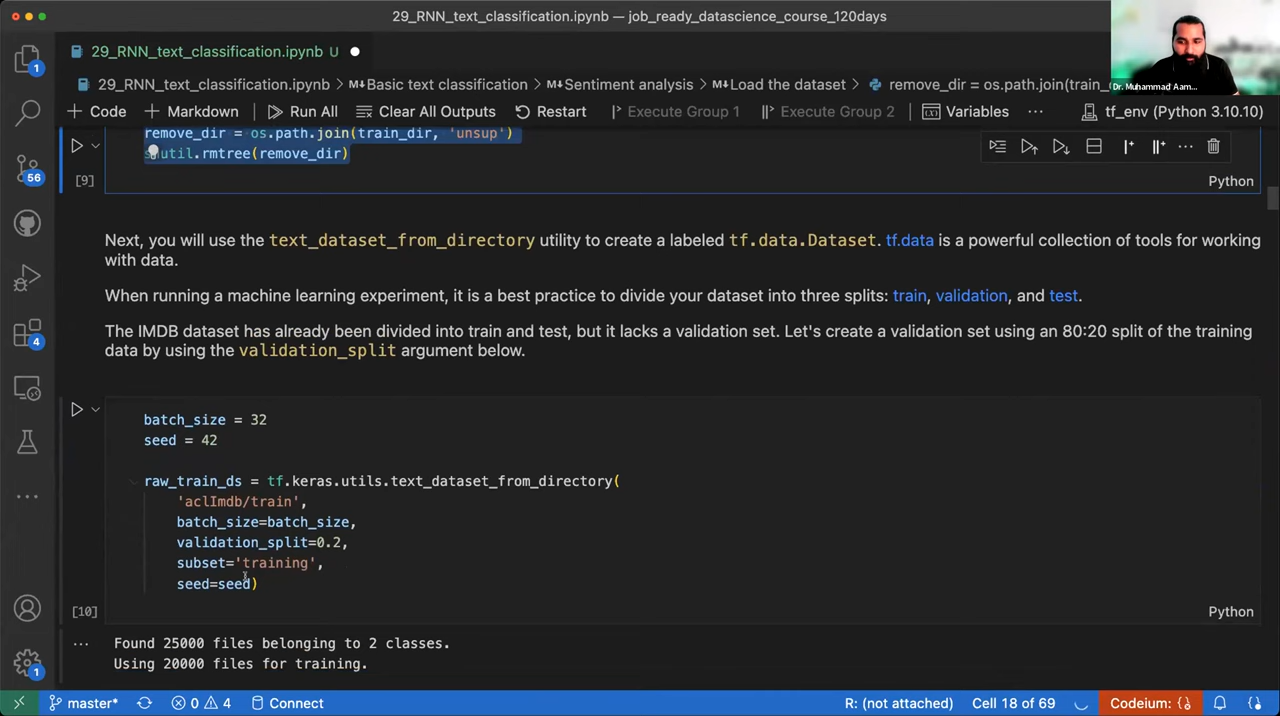 29_RNN_text_classification.ipynb — job_ready_datascience_course_120days
29_RNN_text_classification.ipynb U
29_RNN_text_classification.ipynb > Basic text classification > Sentiment analysis > Load the dataset > remove_dir = os.path.join(train_
Dr. Muhammad Aam...
+ Code + Markdown Run All Clear All Outputs Restart Execute Group 1 Execute Group 2 Variables ... tf_env (Python 3.10.10)
remove_dir = os.path.join(train_dir, 'unsup')
shutil.rmtree(remove_dir)
[9]
Python
Next, you will use the text_dataset_from_directory utility to create a labeled tf.data.Dataset. tf.data is a powerful collection of tools for working
with data.
When running a machine learning experiment, it is a best practice to divide your dataset into three splits: train, validation, and test.
The IMDB dataset has already been divided into train and test, but it lacks a validation set. Let's create a validation set using an 80:20 split of the training
data by using the validation_split argument below.
batch_size = 32
seed = 42
raw_train_ds = tf.keras.utils.text_dataset_from_directory(
'aclImdb/train',
batch_size=batch_size,
validation_split=0.2,
subset='training',
seed=seed)
[10]
Python
... Found 25000 files belonging to 2 classes.
Using 20000 files for training.
1
56
4
1
master* 0 4 Connect R: (not attached) Cell 18 of 69 Codeium: {}